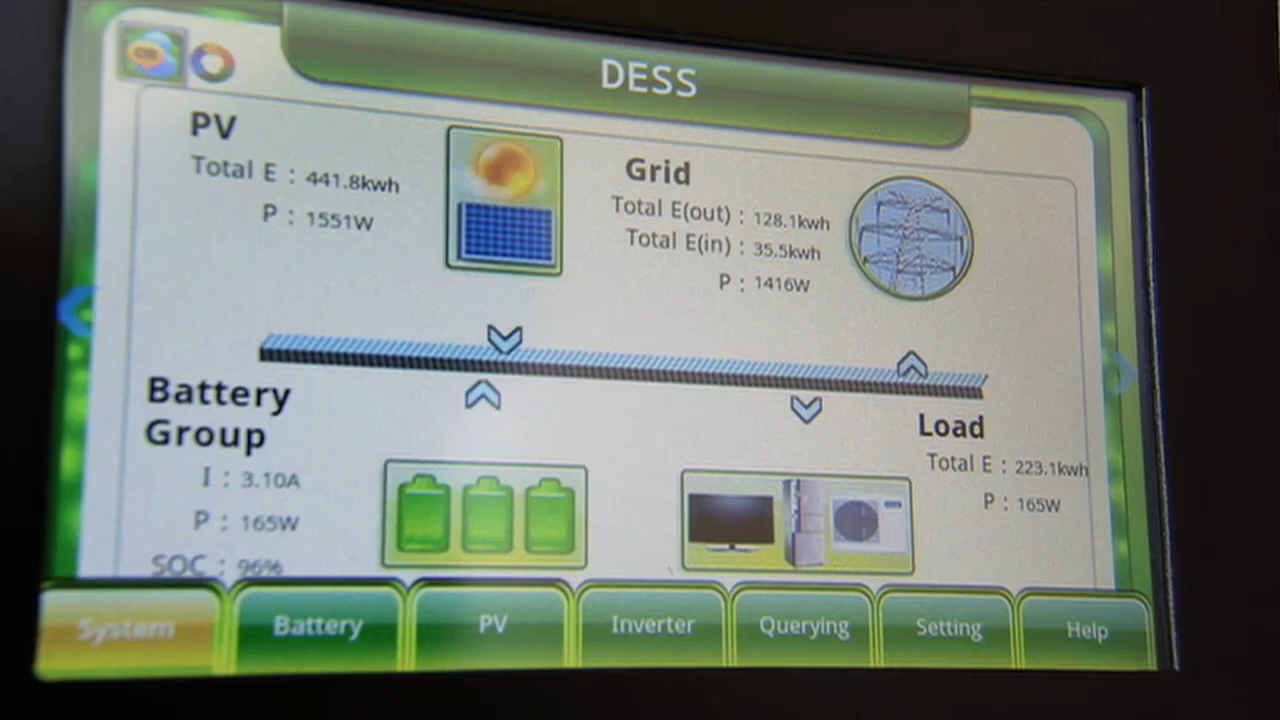 DESS
PV
Total E : 441.8kwh
P : 1551W
Grid
Total E(out) : 128.1kwh
Total E(in) : 35.5kwh
P : 1416W
Battery
Group
I : 3.10A
P : 165W
SOC : 96%
Load
Total E : 223.1kwh
P : 165W
System
Battery
PV
Inverter
Querying
Setting
Help